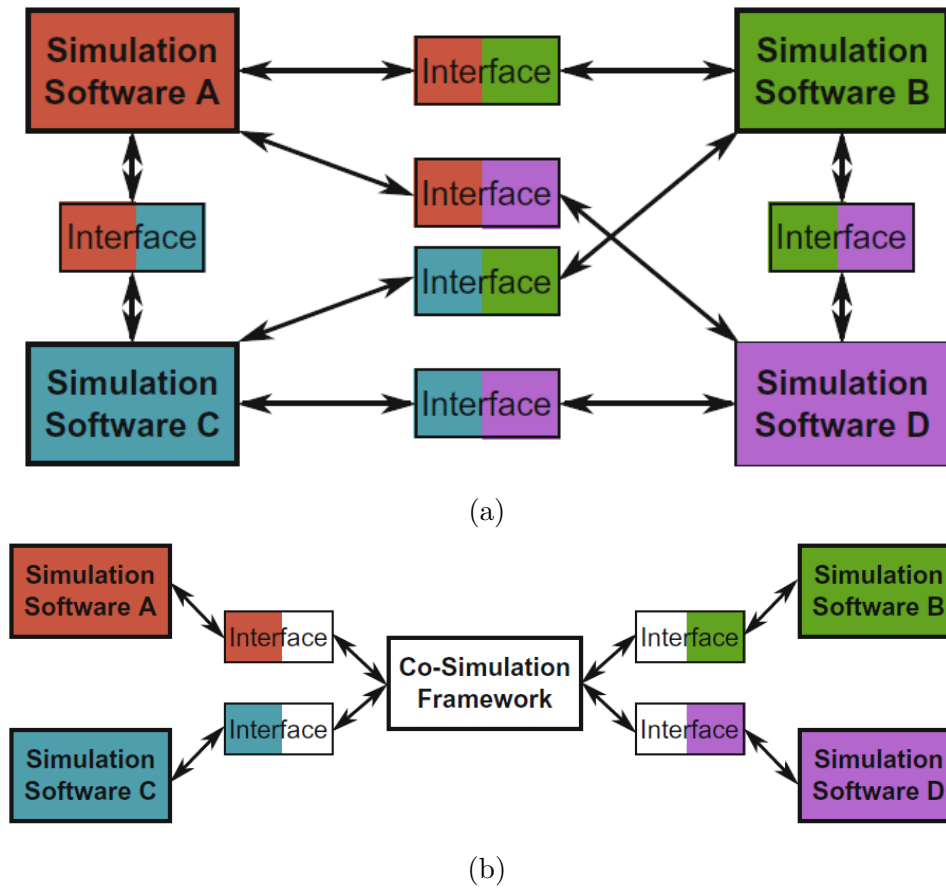 Simulation
Software A
Interface
Simulation
Software B
Interface
Interface
Interface
Interface
Simulation
Software C
Interface
Simulation
Software D
(a)
Simulation
Software A
Simulation
Software B
Interface
Interface
Co-Simulation
Framework
Interface
Interface
Simulation
Software C
Simulation
Software D
(b)